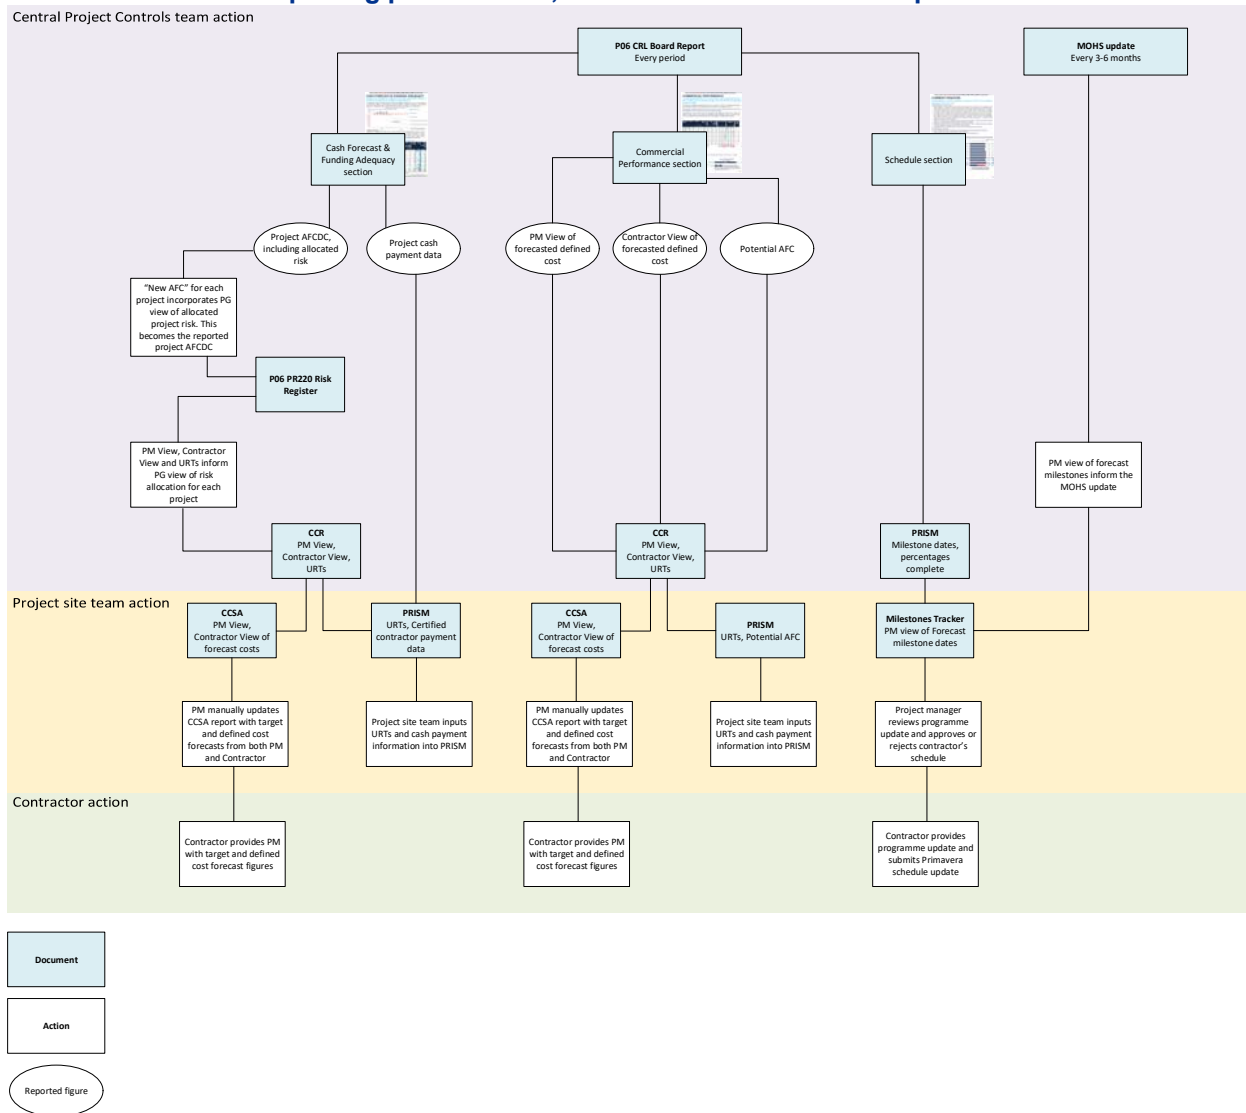 Central Project Controls team action
P06 CRL Board Report
Every period
MOHS update
Every 3-6 months
Cash Forecast &
Funding Adequacy
section
Commercial
Performance section
Schedule section
Project AFCDC,
including allocated
risk
Project cash
payment data
PM View of
forecasted defined
cost
Contractor View of
forecasted defined
cost
Potential AFC
“New AFC” for each
project incorporates PG
view of allocated
project risk. This
becomes the reported
project AFCDC
P06 PR220 Risk
Register
PM View, Contractor
View and URTs inform
PG view of risk
allocation for each
project
PM view of forecast
milestones inform the
MOHS update
CCR
PM View,
Contractor View,
URTs
CCR
PM View,
Contractor View,
URTs
PRISM
Milestone dates,
percentages
complete
Project site team action
CCSA
PM View,
Contractor View of
forecast costs
PRISM
URTs, Certified
contractor payment
data
CCSA
PM View,
Contractor View of
forecast costs
PRISM
URTs, Potential AFC
Milestones Tracker
PM view of Forecast
milestone dates
PM manually updates
CCSA report with target
and defined cost
forecasts from both PM
and Contractor
Project site team inputs
URTs and cash payment
information into PRISM
PM manually updates
CCSA report with target
and defined cost
forecasts from both PM
and Contractor
Project site team inputs
URTs and cash payment
information into PRISM
Project manager
reviews programme
update and approves or
rejects contractor’s
schedule
Contractor action
Contractor provides PM
with target and defined
cost forecast figures
Contractor provides PM
with target and defined
cost forecast figures
Contractor provides
programme update and
submits Primavera
schedule update
Document
Action
Reported figure